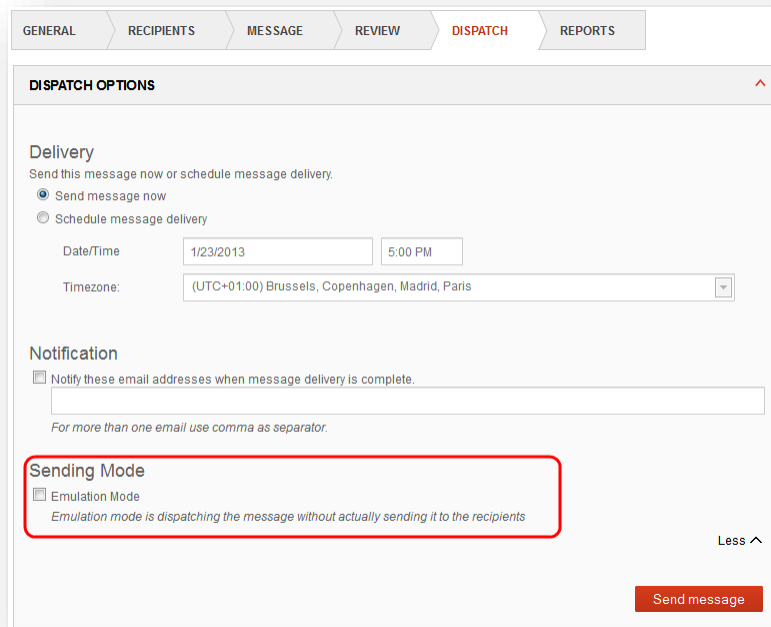 GENERAL
RECIPIENTS
MESSAGE
REVIEW
DISPATCH
REPORTS
DISPATCH OPTIONS
Delivery
Send this message now or schedule message delivery.
Send message now
Schedule message delivery
Date/Time 1/23/2013 5:00 PM
Timezone: (UTC+01:00) Brussels, Copenhagen, Madrid, Paris
Notification
Notify these email addresses when message delivery is complete.
For more than one email use comma as separator.
Sending Mode
Emulation Mode
Emulation mode is dispatching the message without actually sending it to the recipients
Less
Send message